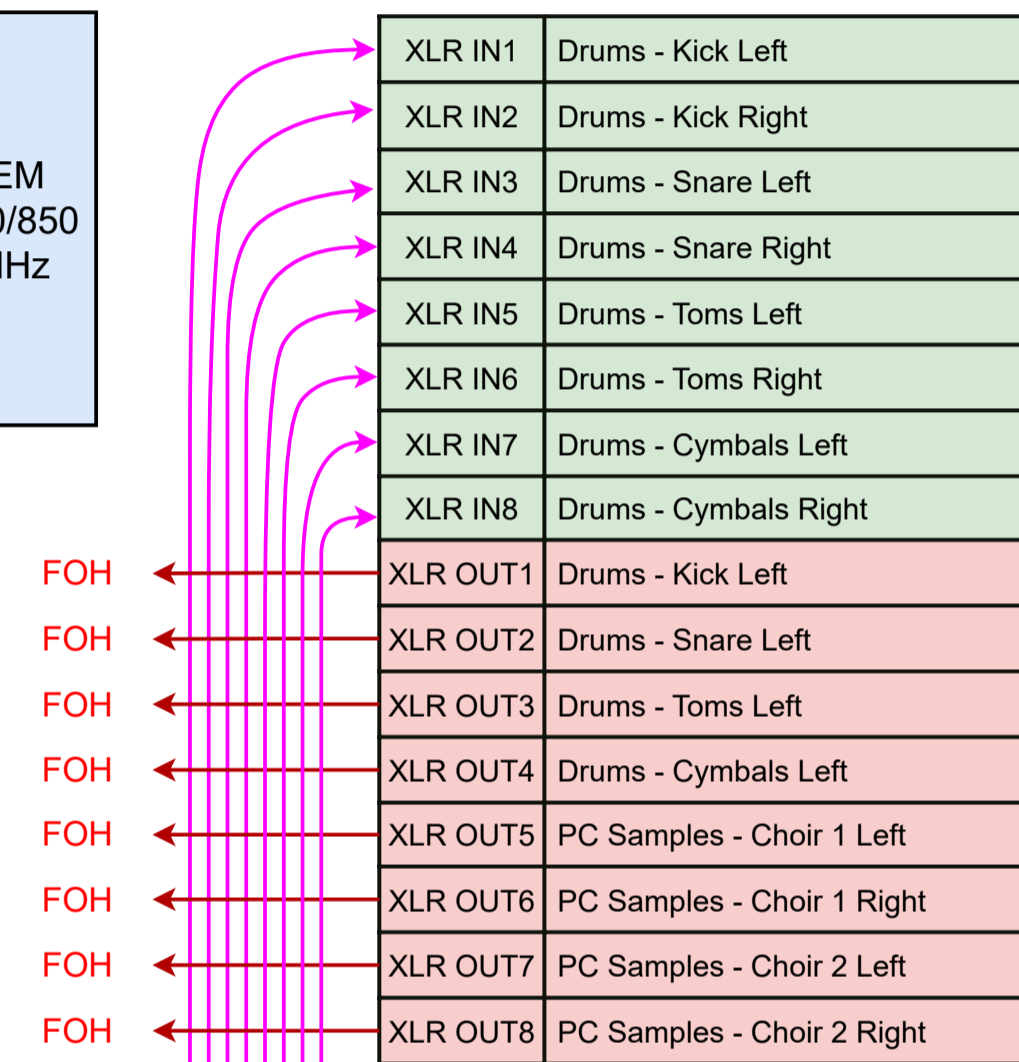 EM
0/850
Hz
XLR IN1 Drums - Kick Left
XLR IN2 Drums - Kick Right
XLR IN3 Drums - Snare Left
XLR IN4 Drums - Snare Right
XLR IN5 Drums - Toms Left
XLR IN6 Drums - Toms Right
XLR IN7 Drums - Cymbals Left
XLR IN8 Drums - Cymbals Right
FOH XLR OUT1 Drums - Kick Left
FOH XLR OUT2 Drums - Snare Left
FOH XLR OUT3 Drums - Toms Left
FOH XLR OUT4 Drums - Cymbals Left
FOH XLR OUT5 PC Samples - Choir 1 Left
FOH XLR OUT6 PC Samples - Choir 1 Right
FOH XLR OUT7 PC Samples - Choir 2 Left
FOH XLR OUT8 PC Samples - Choir 2 Right